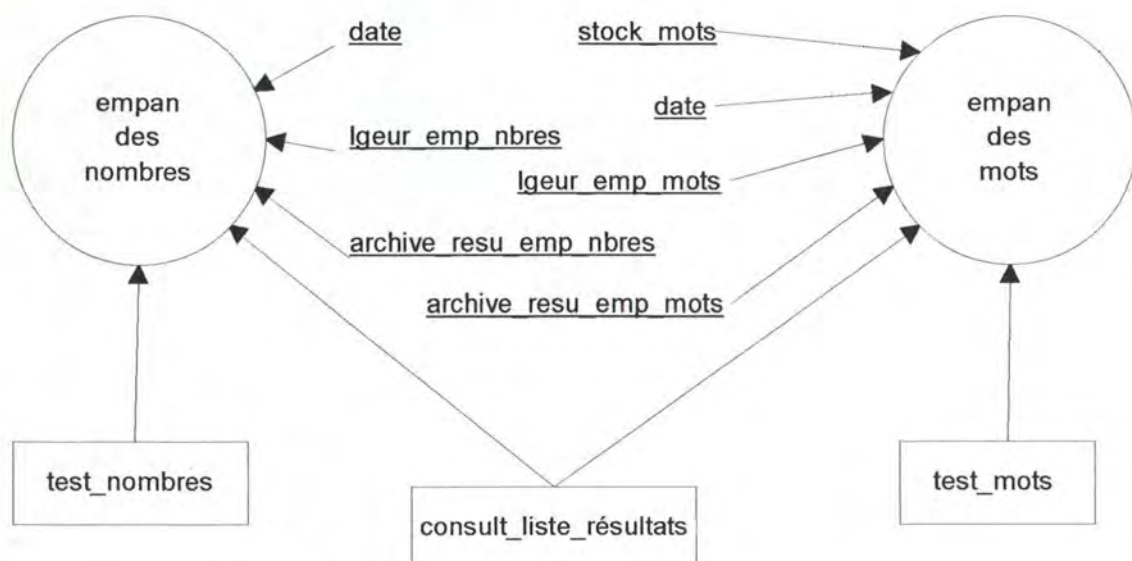 date
stock_mots
empan
des
nombres
date
empan
des
mots
lgeur_emp_nbres
lgeur_emp_mots
archive_resu_emp_nbres
archive_resu_emp_mots
test_nombres
test_mots
consult_liste_résultats